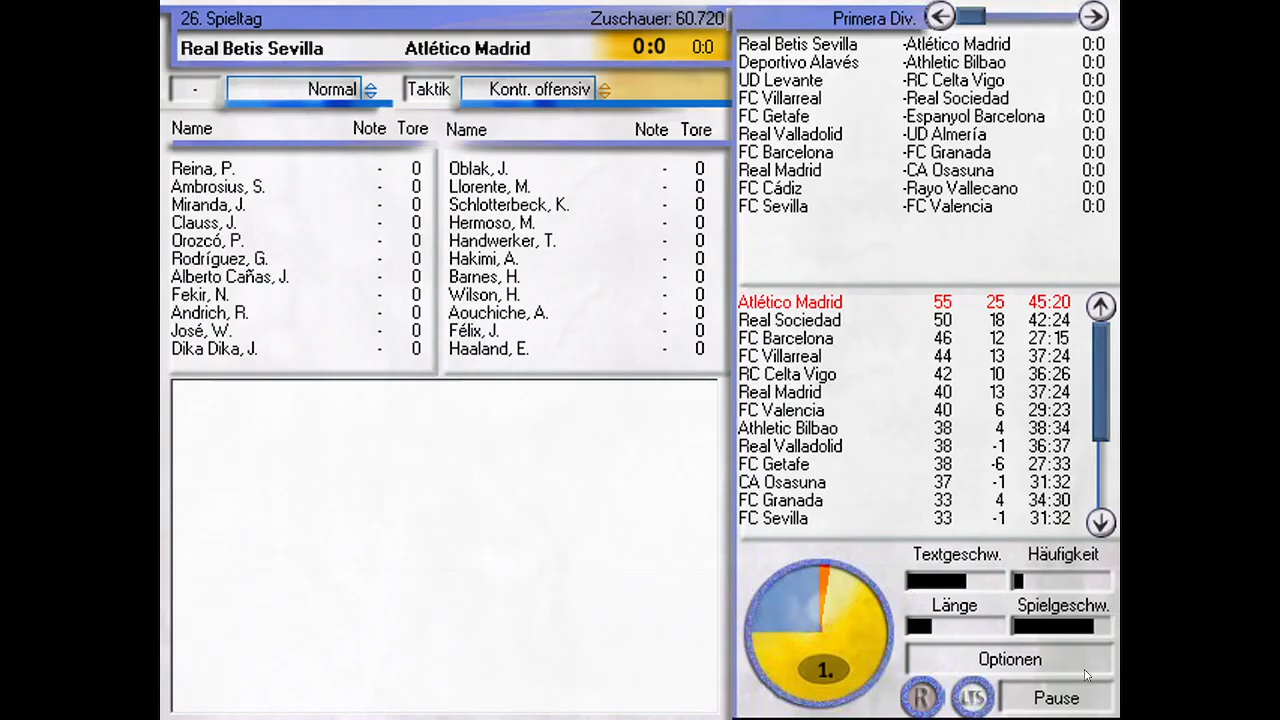 26. Spieltag Zuschauer: 60.720
Real Betis Sevilla Atlético Madrid 0:0 0:0
- Normal Taktik Kontr. offensiv
Name Note Tore Name Note Tore
Reina, P. - 0 Oblak, J. - 0
Ambrosius, S. - 0 Llorente, M. - 0
Miranda, J. - 0 Schlotterbeck, K. - 0
Clauss, J. - 0 Hermoso, M. - 0
Orozcó, P. - 0 Handwerker, T. - 0
Rodríguez, G. - 0 Hakimi, A. - 0
Alberto Cañas, J. - 0 Barnes, H. - 0
Fekir, N. - 0 Wilson, H. - 0
Andrich, R. - 0 Aouchiche, A. - 0
José, W. - 0 Félix, J. - 0
Dika Dika, J. - 0 Haaland, E. - 0
Primera Div.
Real Betis Sevilla -Atlético Madrid 0:0
Deportivo Alavés -Athletic Bilbao 0:0
UD Levante -RC Celta Vigo 0:0
FC Villarreal -Real Sociedad 0:0
FC Getafe -Espanyol Barcelona 0:0
Real Valladolid -UD Almería 0:0
FC Barcelona -FC Granada 0:0
Real Madrid -CA Osasuna 0:0
FC Cádiz -Rayo Vallecano 0:0
FC Sevilla -FC Valencia 0:0
Atlético Madrid 55 25 45:20
Real Sociedad 50 18 42:24
FC Barcelona 46 12 27:15
FC Villarreal 44 13 37:24
RC Celta Vigo 42 10 36:26
Real Madrid 40 13 37:24
FC Valencia 40 6 29:23
Athletic Bilbao 38 4 38:34
Real Valladolid 38 -1 36:37
FC Getafe 38 -6 27:33
CA Osasuna 37 -1 31:32
FC Granada 33 4 34:30
FC Sevilla 33 -1 31:32
Textgeschw. Häufigkeit
Länge Spielgeschw.
1.
Optionen
R LTS Pause